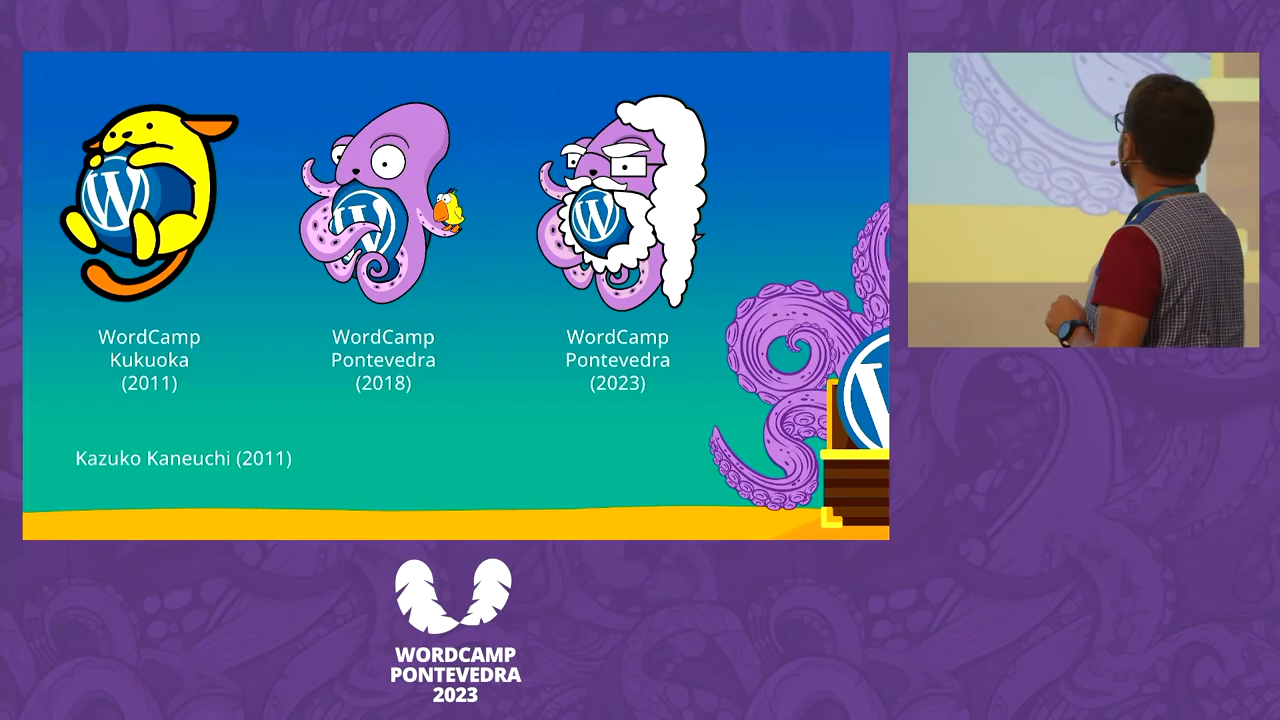 WordCamp
Kukuoka
(2011)
WordCamp
Pontevedra
(2018)
WordCamp
Pontevedra
(2023)
Kazuko Kaneuchi (2011)
WORDCAMP
PONTEVEDRA
2023